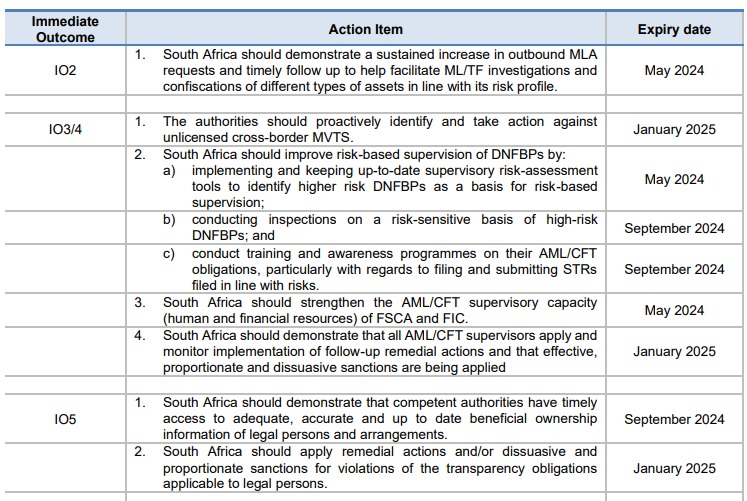 Immediate
Outcome
Action Item
Expiry date
IO2
1. South Africa should demonstrate a sustained increase in outbound MLA
requests and timely follow up to help facilitate ML/TF investigations and
confiscations of different types of assets in line with its risk profile.
May 2024
IO3/4
1. The authorities should proactively identify and take action against
unlicensed cross-border MVTS.
January 2025
2. South Africa should improve risk-based supervision of DNFBPs by:
a) implementing and keeping up-to-date supervisory risk-assessment
tools to identify higher risk DNFBPs as a basis for risk-based
supervision;
May 2024
b) conducting inspections on a risk-sensitive basis of high-risk
DNFBPs; and
September 2024
c) conduct training and awareness programmes on their AML/CFT
obligations, particularly with regards to filing and submitting STRs
filed in line with risks.
September 2024
3. South Africa should strengthen the AML/CFT supervisory capacity
(human and financial resources) of FSCA and FIC.
May 2024
4. South Africa should demonstrate that all AML/CFT supervisors apply and
monitor implementation of follow-up remedial actions and that effective,
proportionate and dissuasive sanctions are being applied
January 2025
IO5
1. South Africa should demonstrate that competent authorities have timely
access to adequate, accurate and up to date beneficial ownership
information of legal persons and arrangements.
September 2024
2. South Africa should apply remedial actions and/or dissuasive and
proportionate sanctions for violations of the transparency obligations
applicable to legal persons.
January 2025